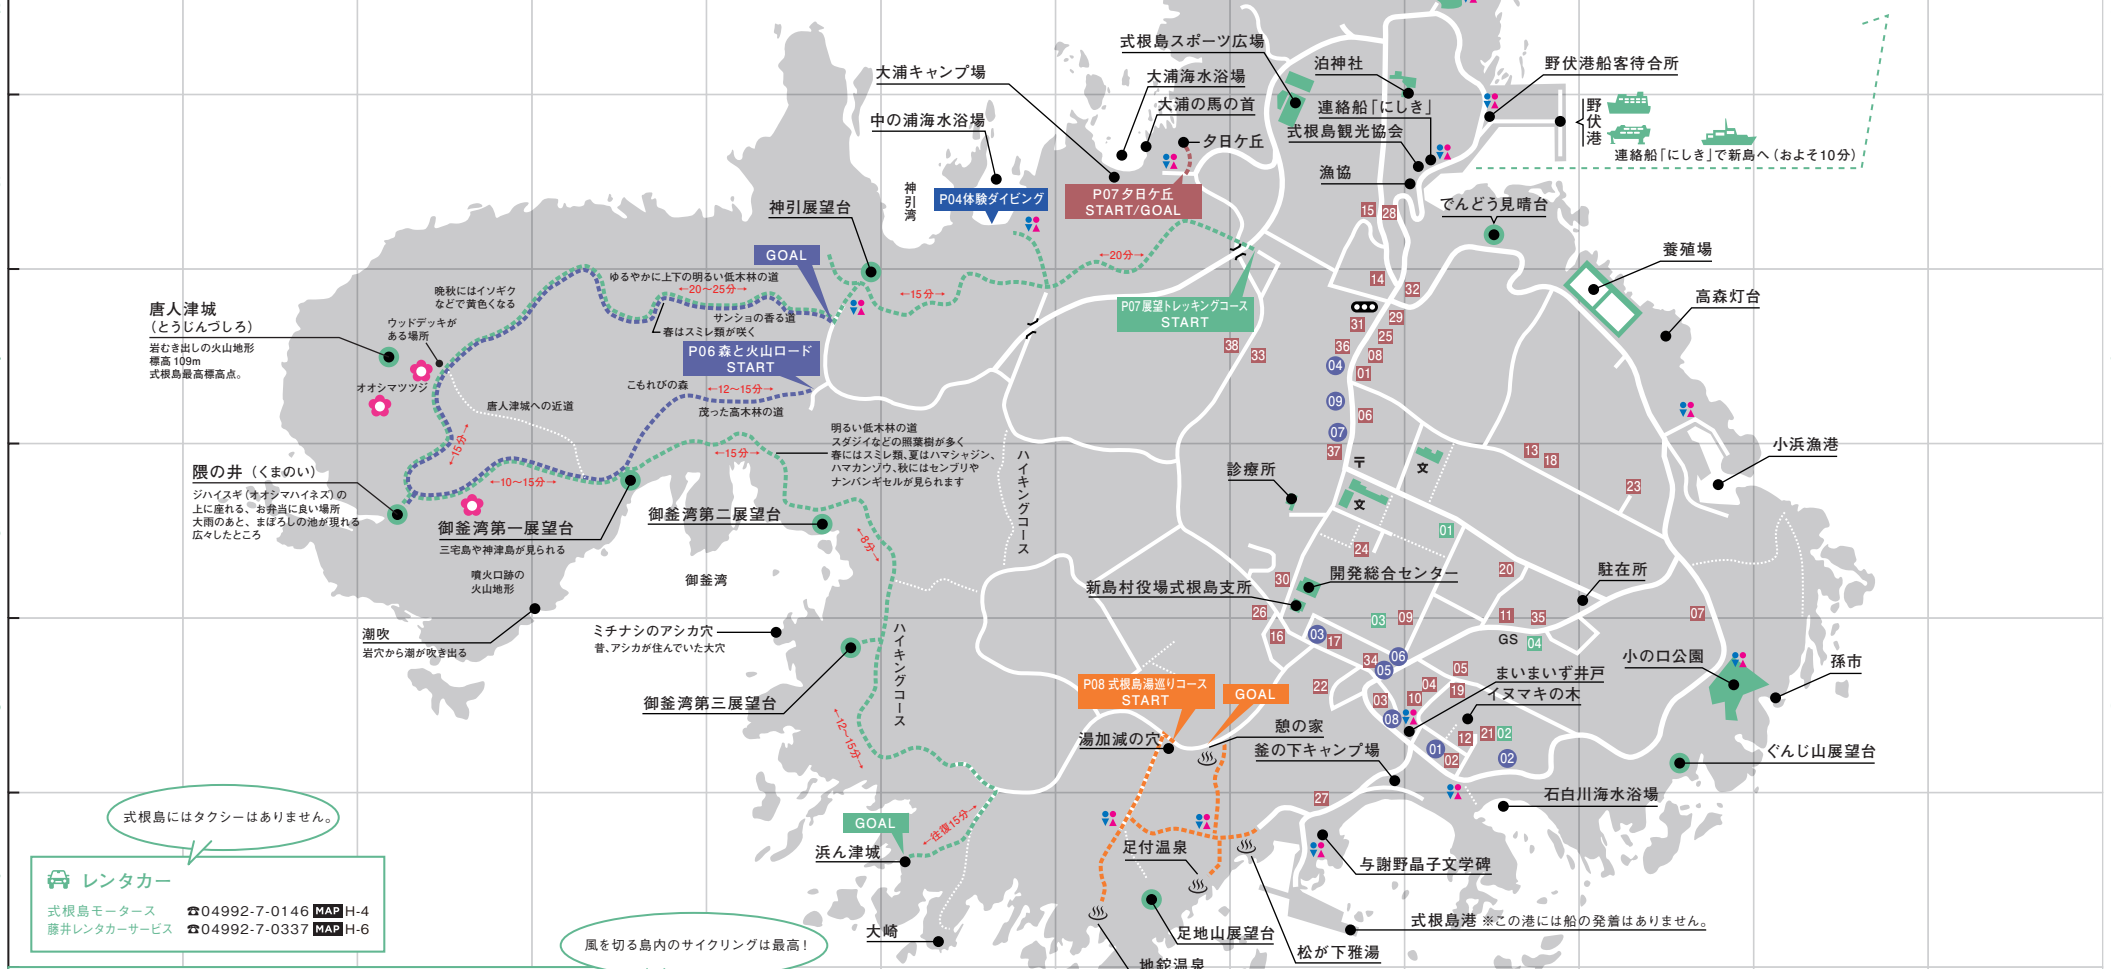 式根島スポーツ広場
泊神社
野伏港船客待合所
大浦キャンプ場
大浦海水浴場
大浦の馬の首
連絡船「にしき」
野伏港
中の浦海水浴場
式根島観光協会
夕日ケ丘
連絡船「にしき」で新島へ（およそ10分）
漁協
神引湾
P04体験ダイビング
P07夕日ケ丘
START/GOAL
神引展望台
15
28
でんどう見晴台
養殖場
GOAL
←20分→
ゆるやかに上下の明るい低木林の道
←20〜25分→
晩秋にはイソギク
などで黄色くなる
←15分→
14
32
高森灯台
P07展望トレッキングコース
START
唐人津城
（とうじんづしろ）
岩むき出しの火山地形
標高109m
式根島最高標高点。
ウッドデッキが
ある場所
サンショの香る道
春はスミレ類が咲く
31
29
25
36
08
38
33
04
01
P06森と火山ロード
START
オオシマツツジ
こもれびの森
←12〜15分→
茂った高木林の道
唐人津城への近道
09
06
07
37
明るい低木林の道
スダジイなどの照葉樹が多く
春にはスミレ類、夏はハマシャジン、
ハマカンゾウ、秋にはセンブリや
ナンバンギセルが見られます
←15分→
←15分→
ハイキングコース
〒
文
文
13
18
小浜漁港
診療所
23
隈の井（くまのい）
ジハイスギ（オオシマハイネズ）の
上に座れる、お弁当に良い場所
大雨のあと、まぼろしの池が現れる
広々したところ
←10〜15分→
御釜湾第一展望台
三宅島や神津島が見られる
御釜湾第二展望台
←8分→
01
24
噴火口跡の
火山地形
御釜湾
新島村役場式根島支所
30
開発総合センター
20
駐在所
潮吹
岩穴から潮が吹き出る
ミチナシのアシカ穴
昔、アシカが住んでいた大穴
ハイキングコース
26
16
03
17
03
09
11
35
07
GS
04
34
06
05
05
小の口公園
孫市
御釜湾第三展望台
P08 式根島湯巡りコース
START
GOAL
22
04
19
まいまいず井戸
イヌマキの木
03
10
08
←12〜15分→
湯加減の穴
憩の家
釜の下キャンプ場
12
21
02
01
02
02
ぐんじ山展望台
式根島にはタクシーはありません。
27
石白川海水浴場
GOAL
←往復15分→
浜ん津城
足付温泉
与謝野晶子文学碑
レンタカー
式根島モータース ☎04992-7-0146 MAP H-4
藤井レンタカーサービス ☎04992-7-0337 MAP H-6
大崎
風を切る島内のサイクリングは最高！
足地山展望台
式根島港 ※この港には船の発着はありません。
松が下雅湯
地鉈温泉